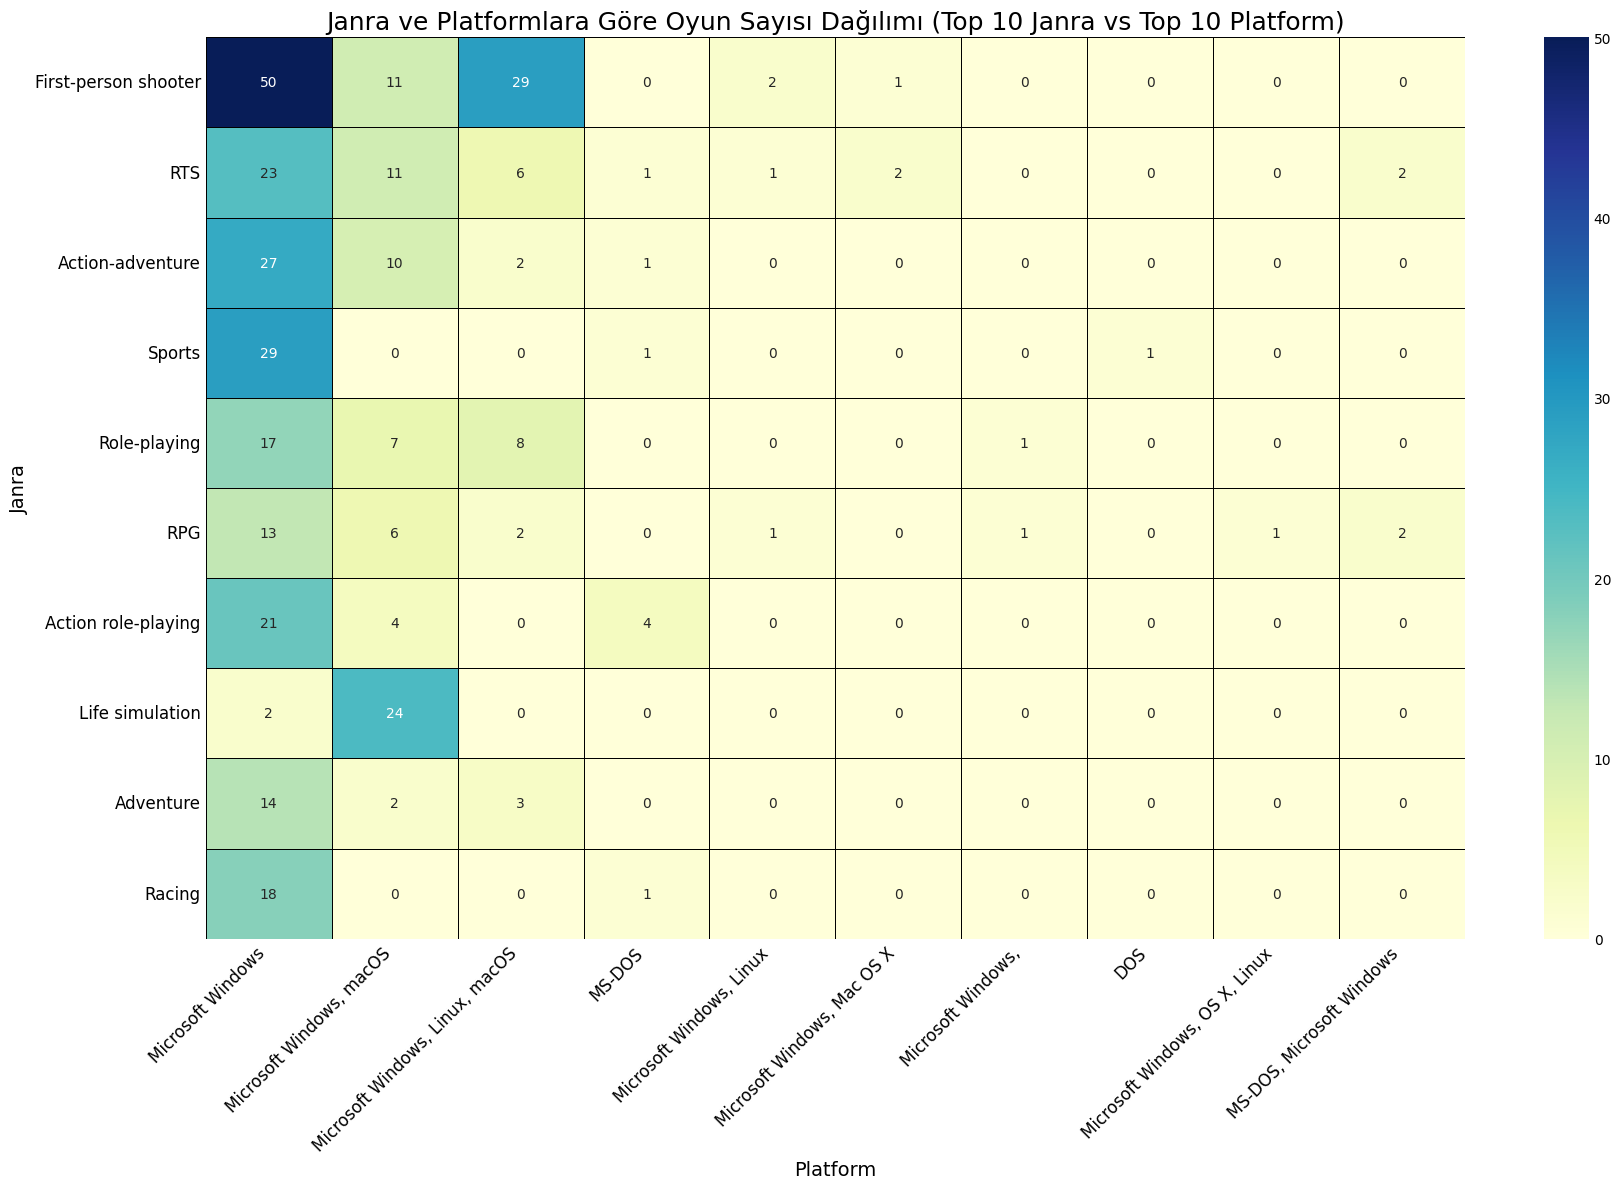 Janra ve Platformlara Göre Oyun Sayısı Dağılımı (Top 10 Janra vs Top 10 Platform)
First-person shooter 50 11 29 0 2 1 0 0 0 0
RTS 23 11 6 1 1 2 0 0 0 2
Action-adventure 27 10 2 1 0 0 0 0 0 0
Sports 29 0 0 1 0 0 0 1 0 0
Role-playing 17 7 8 0 0 0 1 0 0 0
RPG 13 6 2 0 1 0 1 0 1 2
Action role-playing 21 4 0 4 0 0 0 0 0 0
Life simulation 2 24 0 0 0 0 0 0 0 0
Adventure 14 2 3 0 0 0 0 0 0 0
Racing 18 0 0 1 0 0 0 0 0 0
Janra
Microsoft Windows
Microsoft Windows, macOS
Microsoft Windows, Linux, macOS
MS-DOS
Microsoft Windows, Linux
Microsoft Windows, Mac OS X
Microsoft Windows,
DOS
Microsoft Windows, OS X, Linux
MS-DOS, Microsoft Windows
Platform
50
40
30
20
10
0